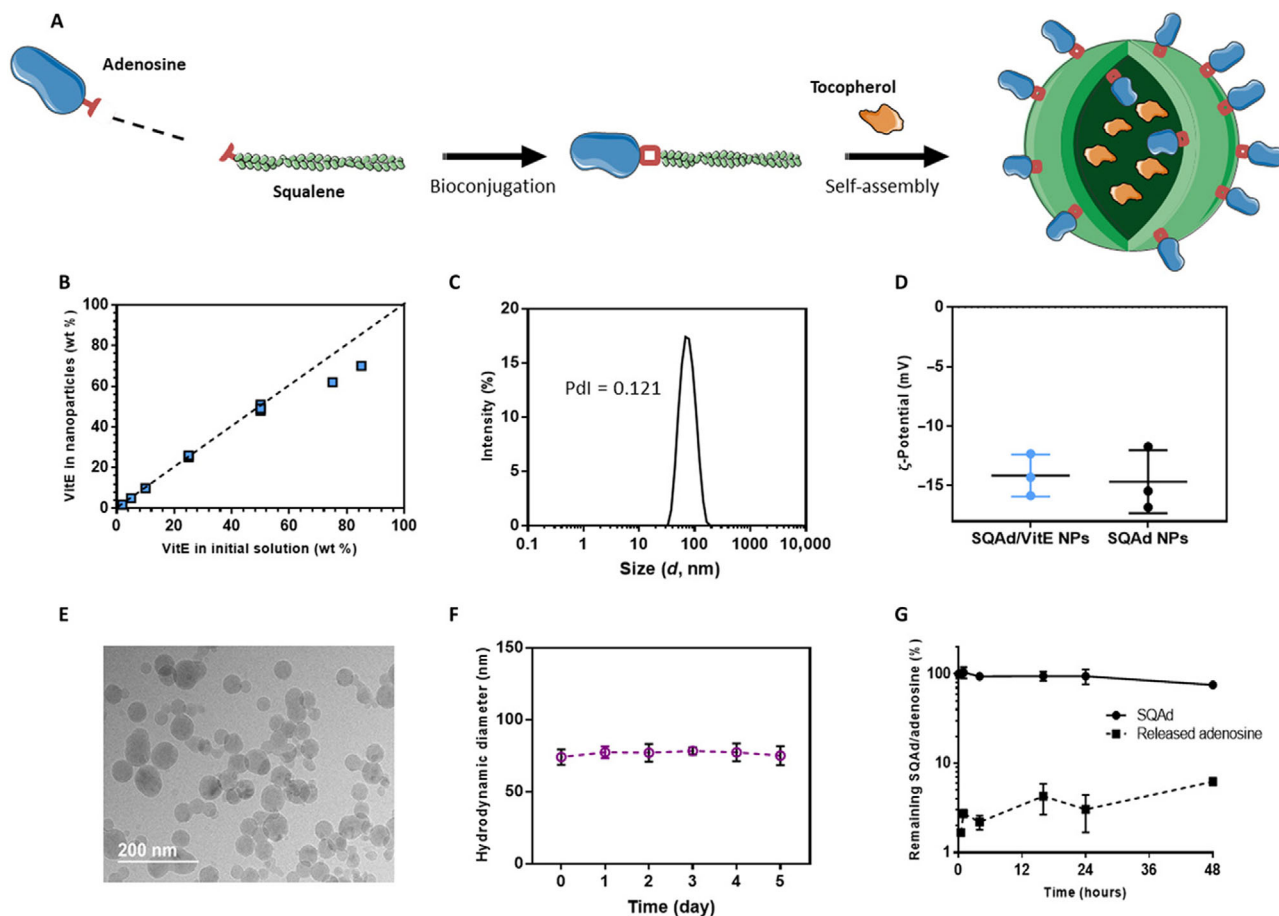 A
Adenosine
Squalene
Bioconjugation
Tocopherol
Self-assembly
B
VitE in nanoparticles (wt %)
100
80
60
40
20
0
0 20 40 60 80 100
VitE in initial solution (wt %)
C
Intensity (%)
20
15
10
5
0
PdI = 0.121
0.1 1 10 100 1000 10,000
Size (d, nm)
D
ζ-Potential (mV)
0
−5
−10
−15
SQAd/VitE NPs SQAd NPs
E
200 nm
F
Hydrodynamic diameter (nm)
150
100
50
0
0 1 2 3 4 5
Time (day)
G
Remaining SQAd/adenosine (%)
100
10
1
SQAd
Released adenosine
0 12 24 36 48
Time (hours)